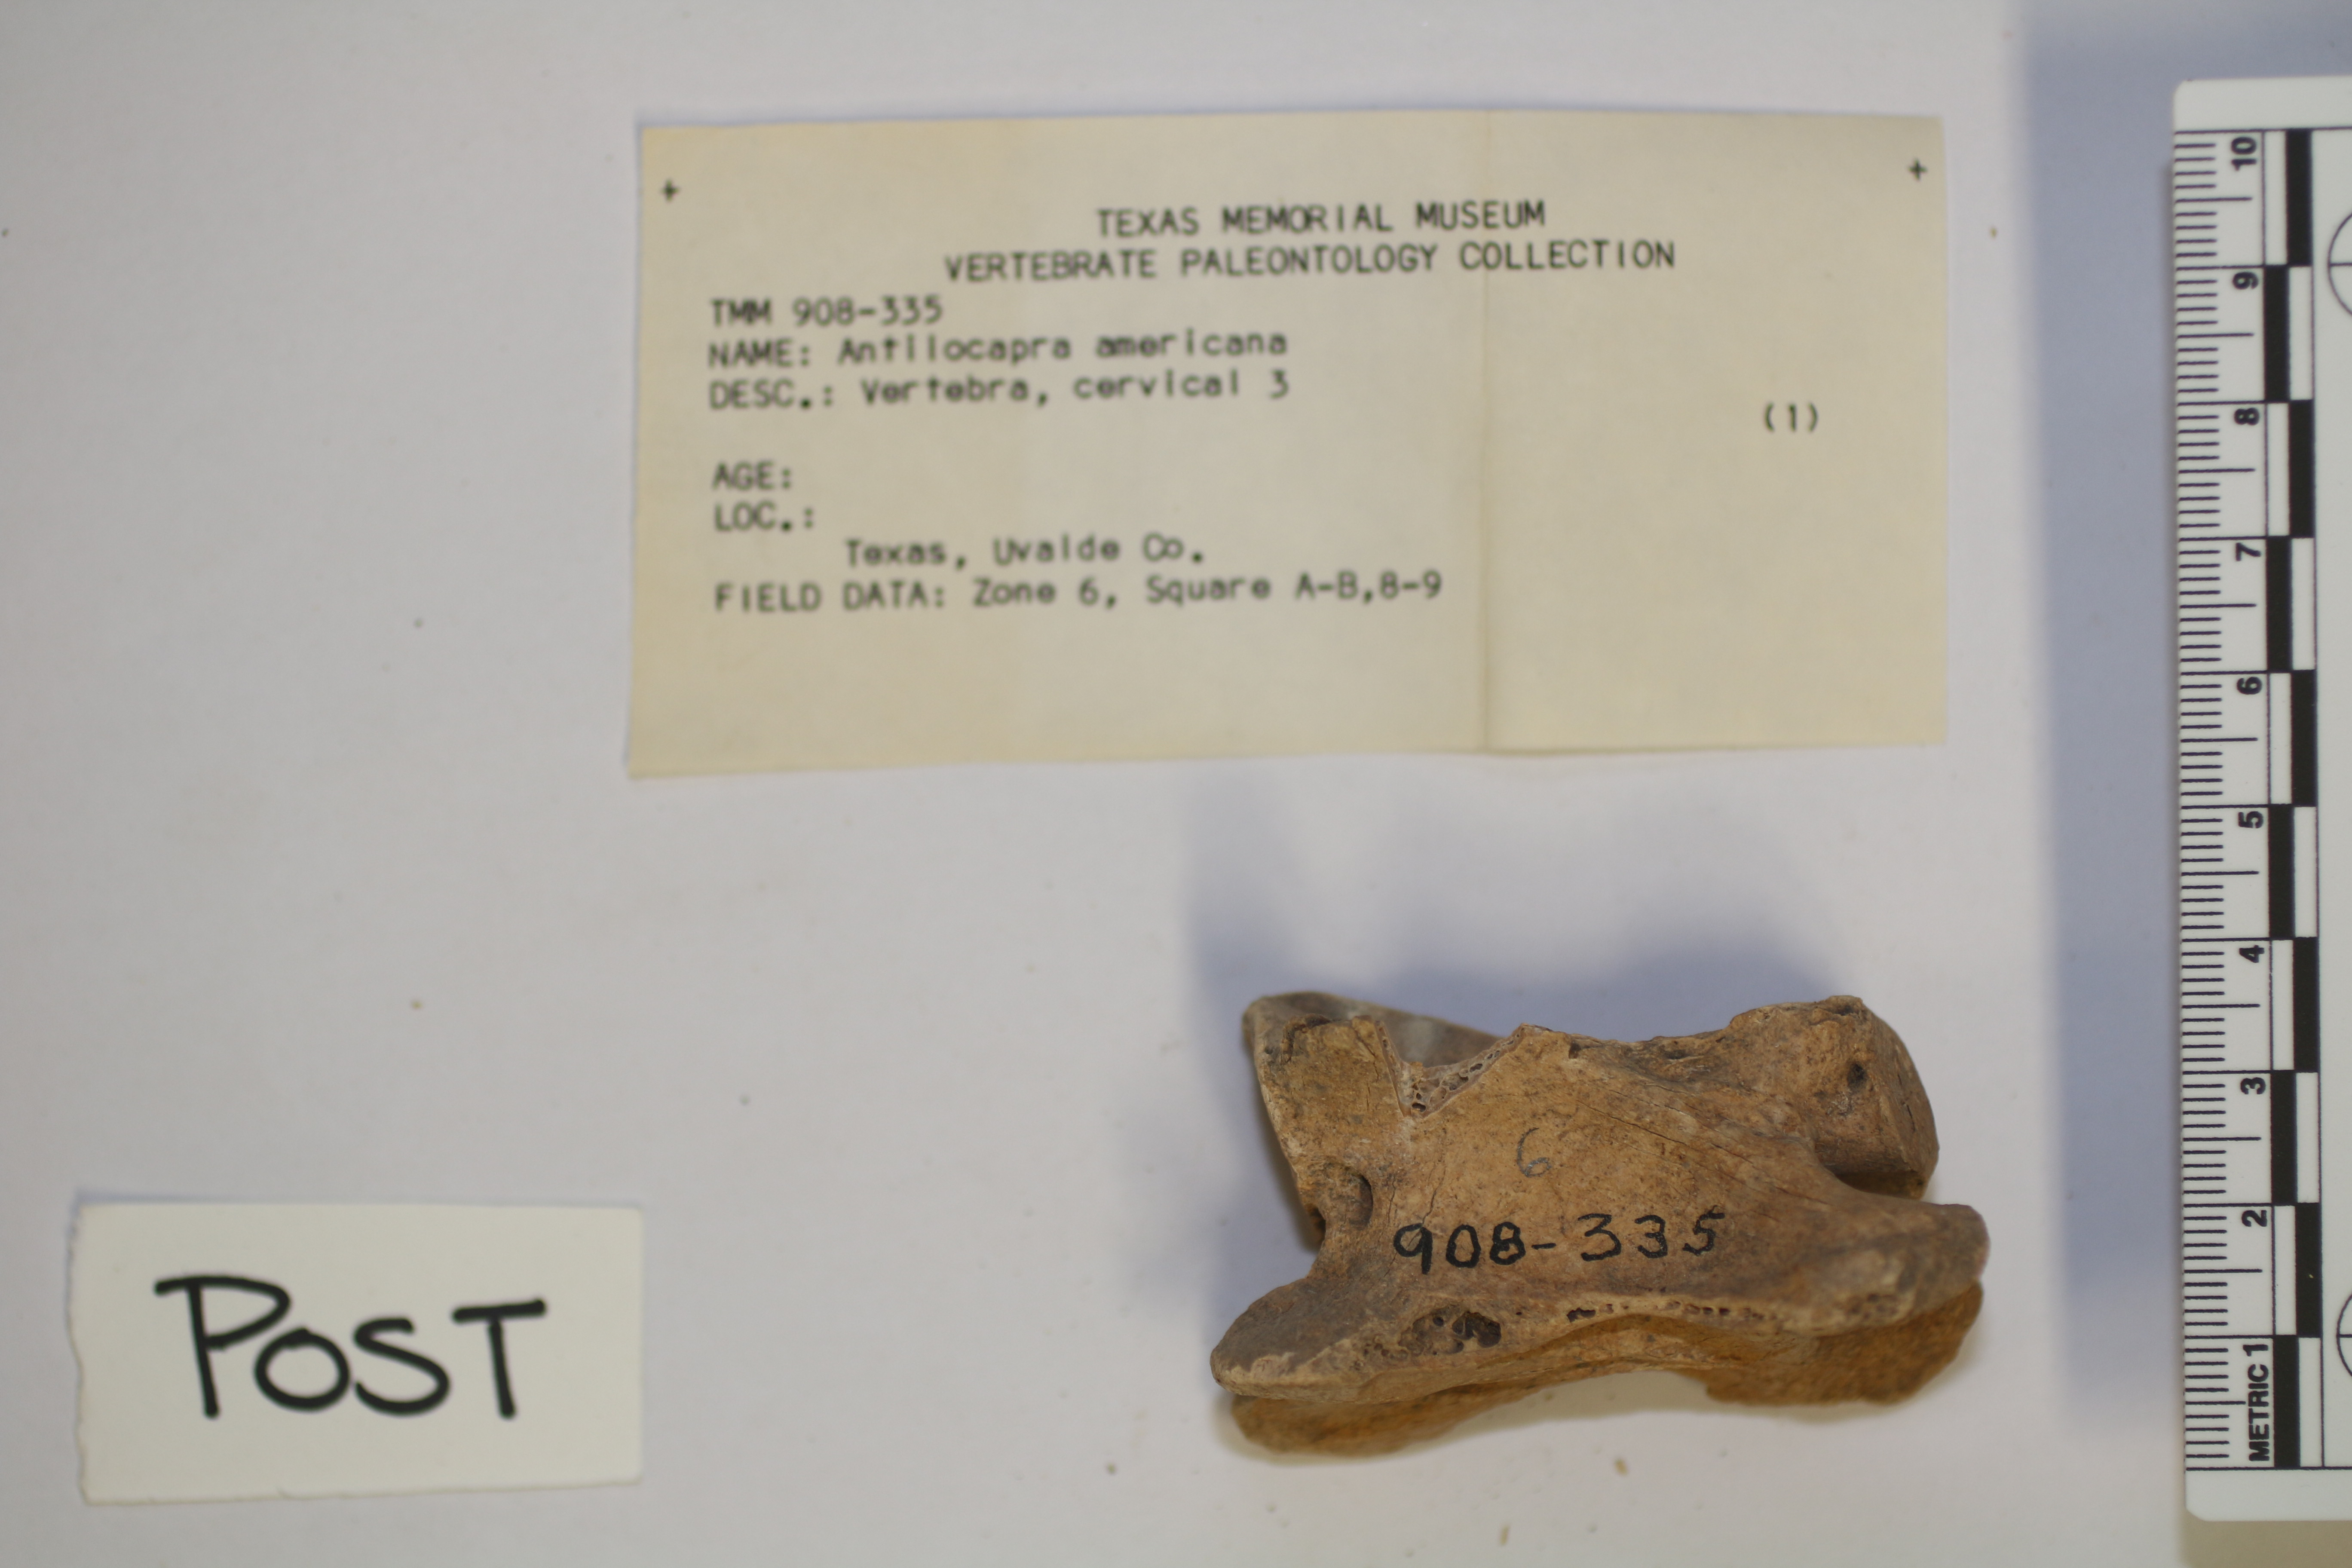 + +
TEXAS MEMORIAL MUSEUM
VERTEBRATE PALEONTOLOGY COLLECTION
TMM 908-335
NAME: Antilocapra americana
DESC.: Vertebra, cervical 3
(1)
AGE:
LOC.:
Texas, Uvalde Co.
FIELD DATA: Zone 6, Square A-B,8-9
6
908-335
POST
10
9
8
7
6
5
4
3
2
METRIC 1